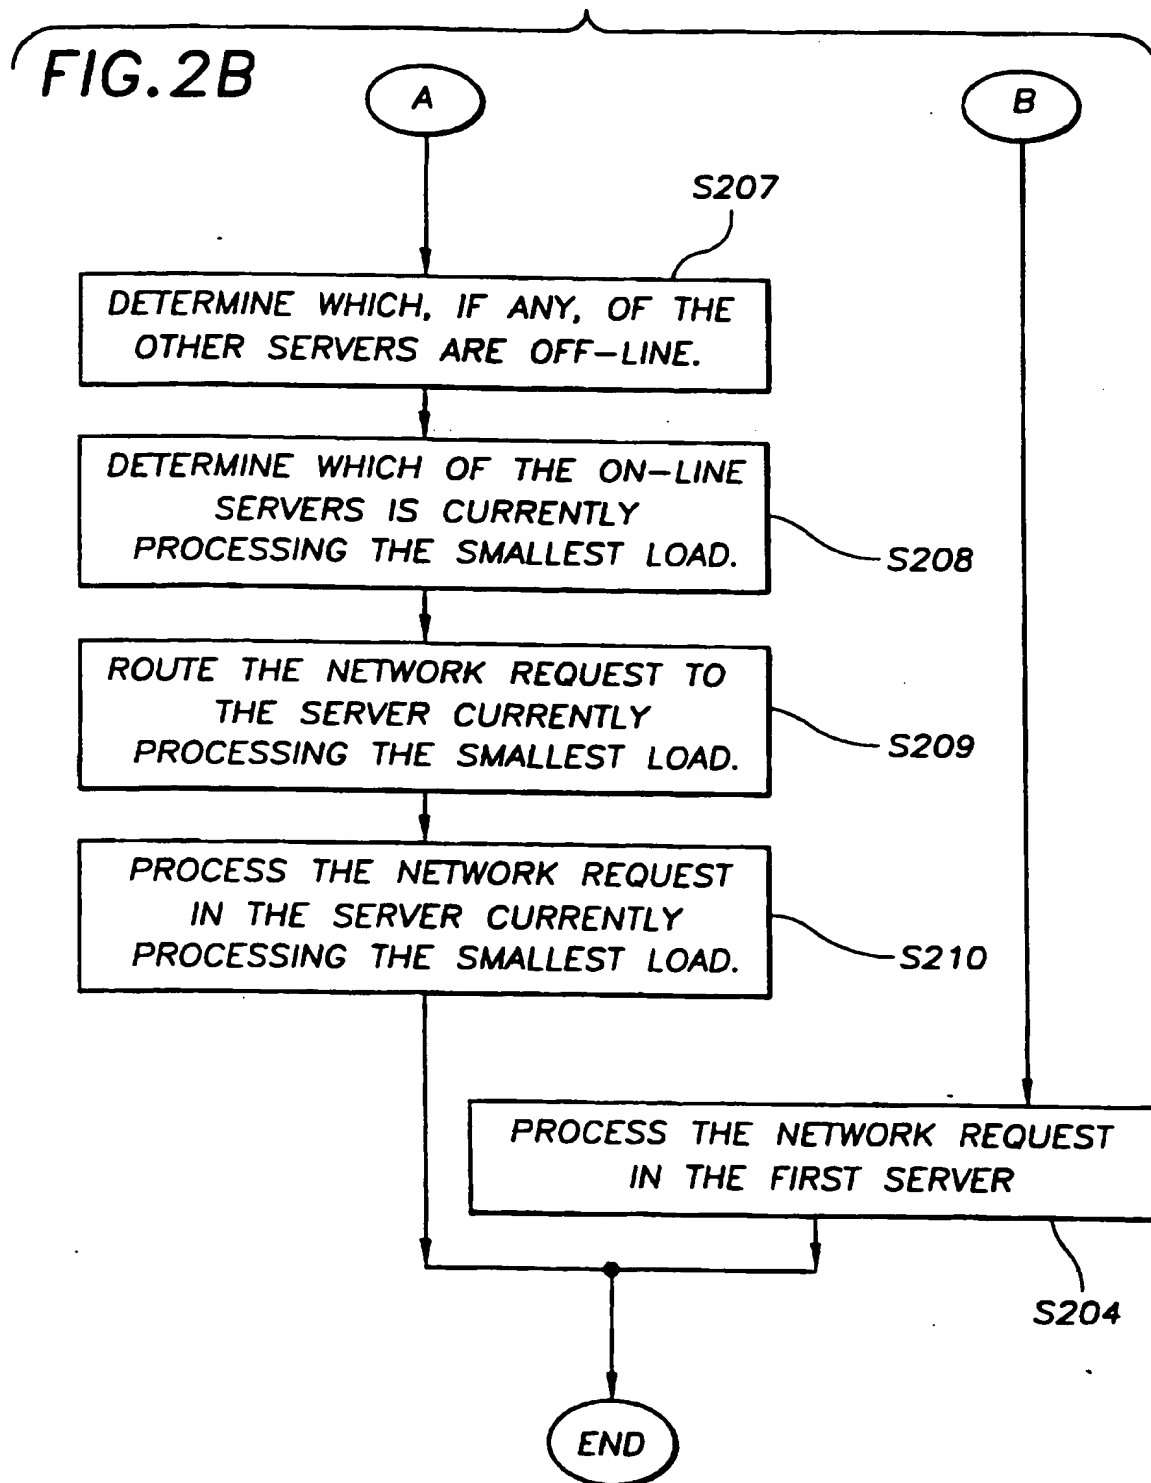 FIG. 2B
A
B
S207
DETERMINE WHICH, IF ANY, OF THE
OTHER SERVERS ARE OFF-LINE.
DETERMINE WHICH OF THE ON-LINE
SERVERS IS CURRENTLY
PROCESSING THE SMALLEST LOAD.
S208
ROUTE THE NETWORK REQUEST TO
THE SERVER CURRENTLY
PROCESSING THE SMALLEST LOAD.
S209
PROCESS THE NETWORK REQUEST
IN THE SERVER CURRENTLY
PROCESSING THE SMALLEST LOAD.
S210
PROCESS THE NETWORK REQUEST
IN THE FIRST SERVER
S204
END